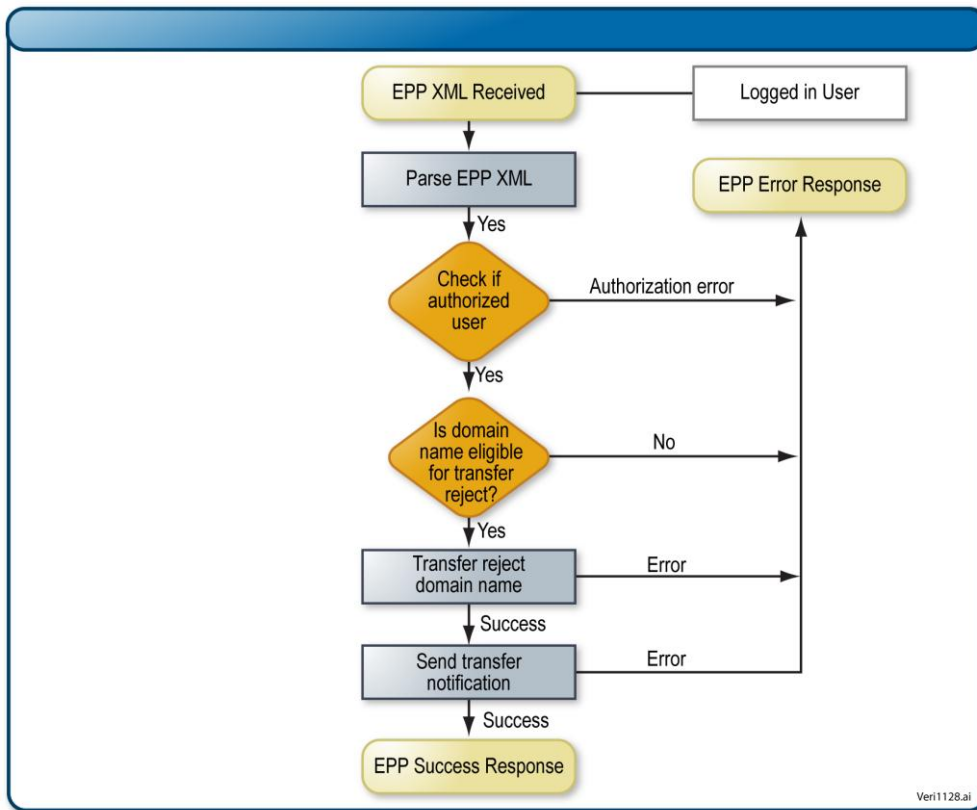 EPP XML Received
Logged in User
Parse EPP XML
EPP Error Response
Yes
Check if
authorized
user
Authorization error
Yes
Is domain
name eligible
for transfer
reject?
No
Yes
Transfer reject
domain name
Error
Success
Send transfer
notification
Error
Success
EPP Success Response
Veri1128.ai